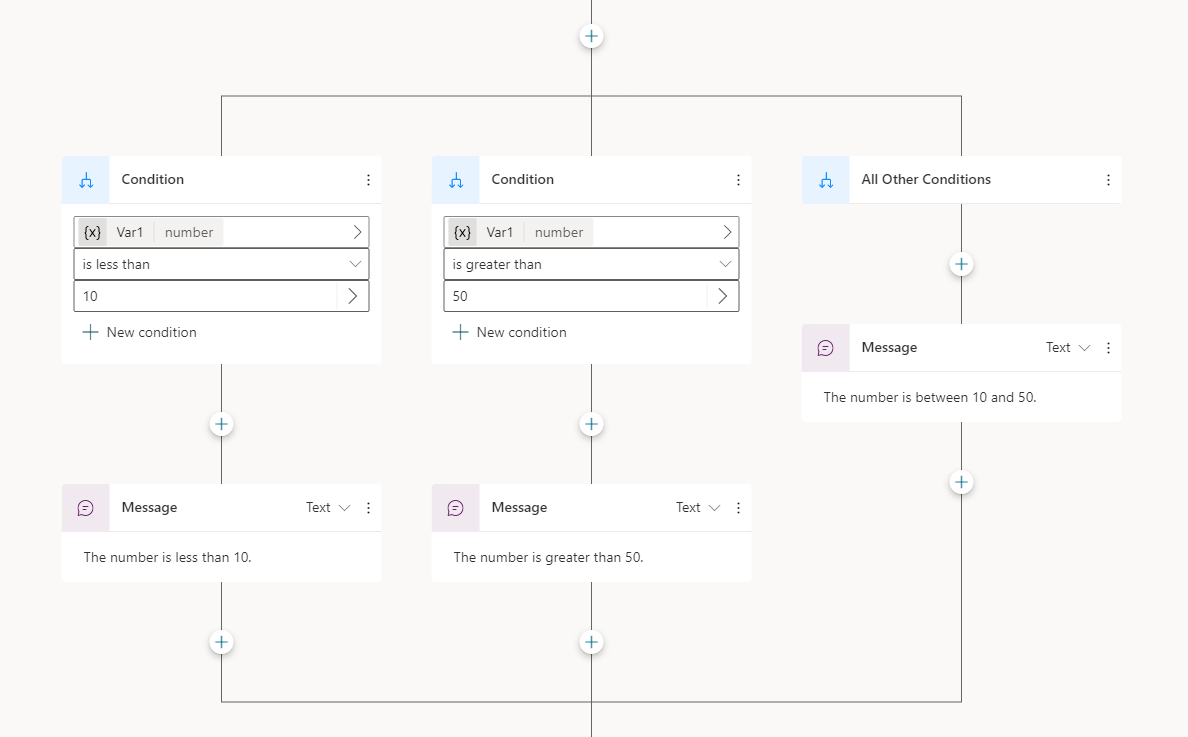 Condition
{x} Var1 number
is less than
10
New condition
Message Text
The number is less than 10.
Condition
{x} Var1 number
is greater than
50
New condition
Message Text
The number is greater than 50.
All Other Conditions
Message Text
The number is between 10 and 50.